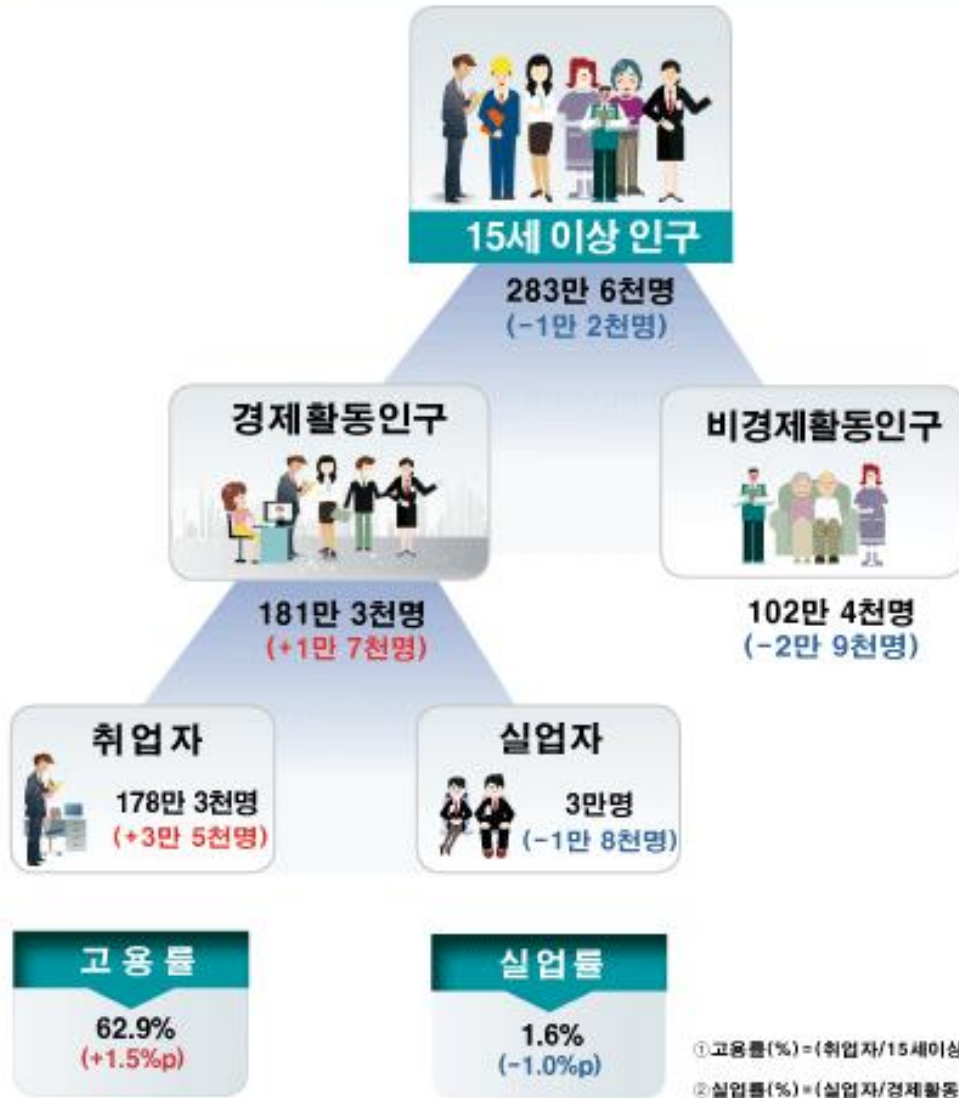 15세 이상 인구
283만 6천명
(-1만 2천명)
경제활동인구
181만 3천명
(+1만 7천명)
비경제활동인구
102만 4천명
(-2만 9천명)
취업자
178만 3천명
(+3만 5천명)
실업자
3만명
(-1만 8천명)
고용률
62.9%
(+1.5%p)
실업률
1.6%
(-1.0%p)
①고용률(%)=(취업자/15세이상
②실업률(%)=(실업자/경제활동